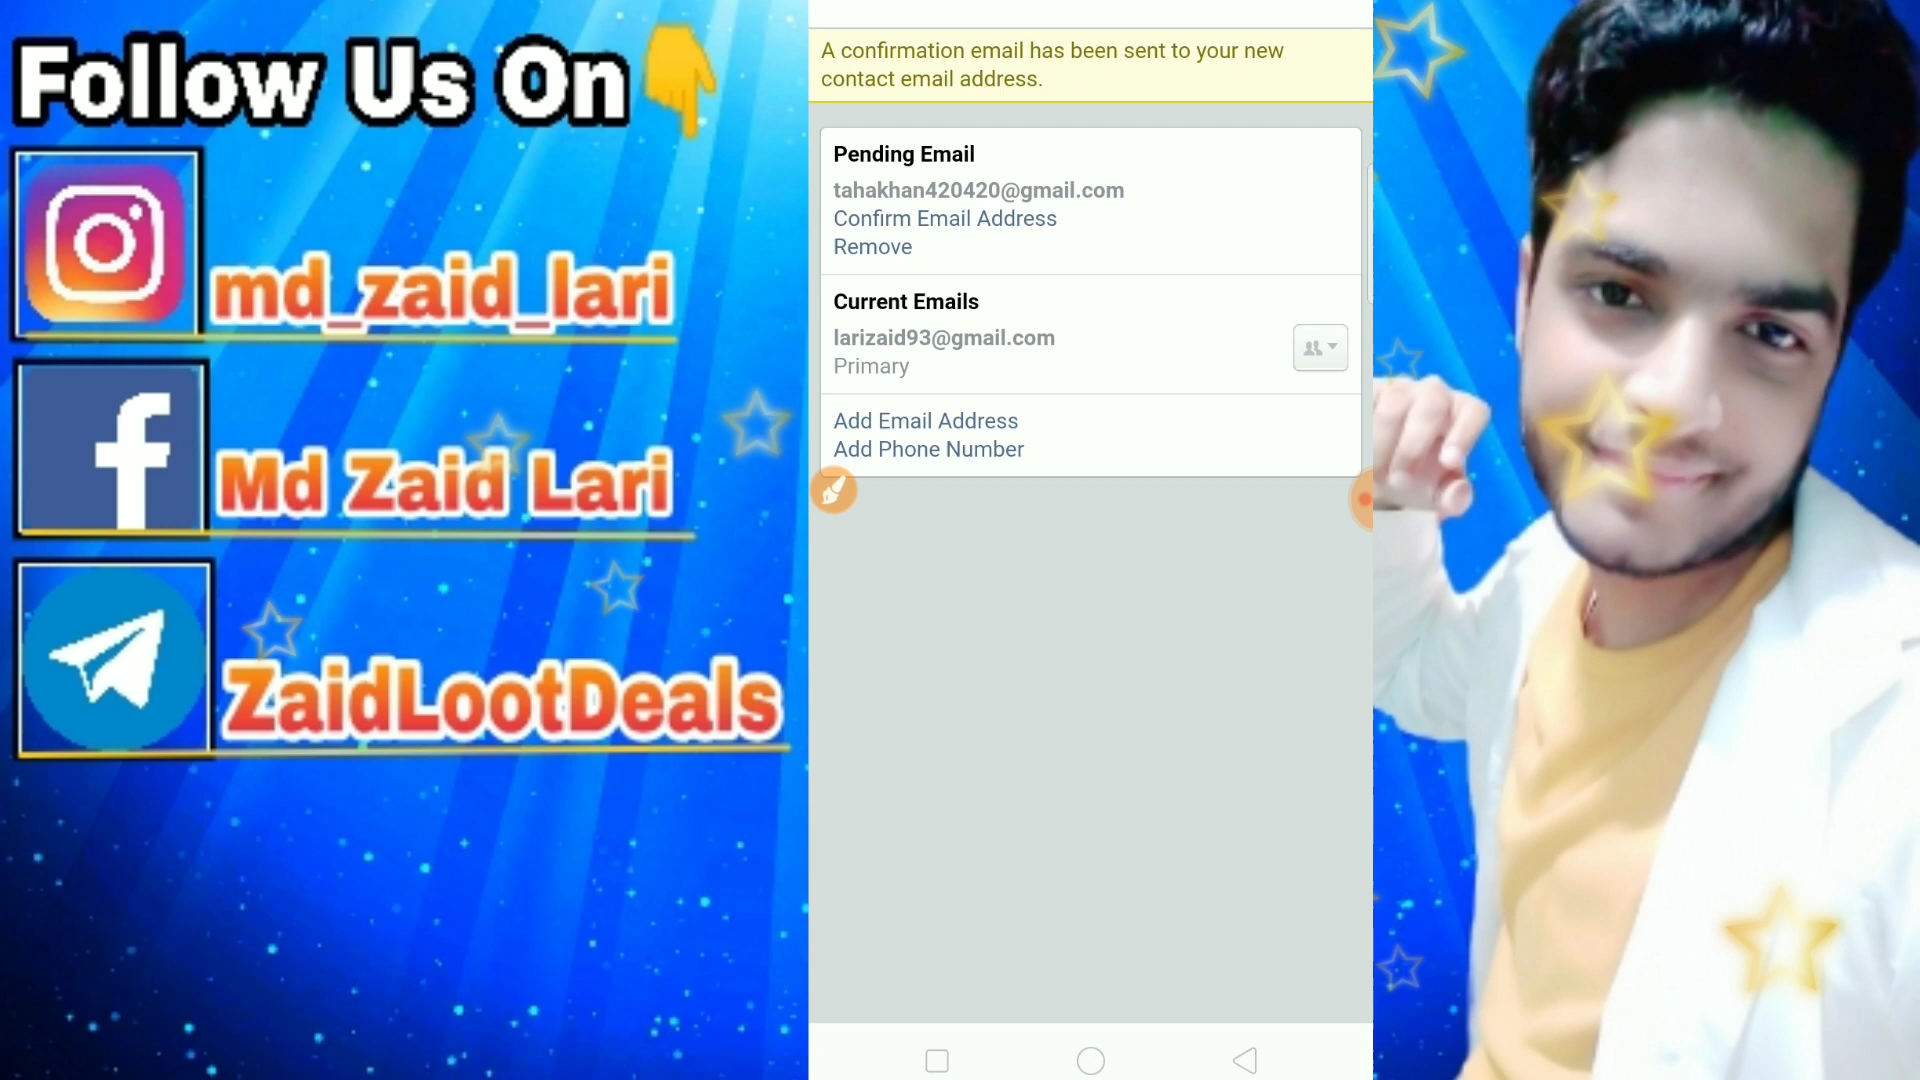 Follow Us On
md_zaid_lari
Md Zaid Lari
ZaidLootDeals
A confirmation email has been sent to your new
contact email address.
Pending Email
tahakhan420420@gmail.com
Confirm Email Address
Remove
Current Emails
larizaid93@gmail.com
Primary
Add Email Address
Add Phone Number